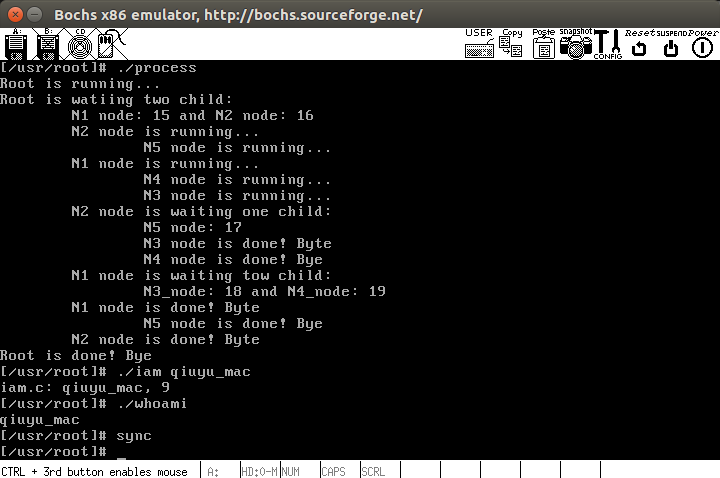 Bochs x86 emulator, http://bochs.sourceforge.net/
A: B: CD USER Copy Paste snapshot CONFIG Reset SUSPEND Power
[/usr/root]# ./process
Root is running...
Root is watiing two child:
N1 node: 15 and N2 node: 16
N2 node is running...
N5 node is running...
N1 node is running...
N4 node is running...
N3 node is running...
N2 node is waiting one child:
N5 node: 17
N3 node is done! Byte
N4 node is done! Bye
N1 node is waiting tow child:
N3_node: 18 and N4_node: 19
N1 node is done! Byte
N5 node is done! Bye
N2 node is done! Byte
Root is done! Bye
[/usr/root]# ./iam qiuyu_mac
iam.c: qiuyu_mac, 9
[/usr/root]# ./whoami
qiuyu_mac
[/usr/root]# sync
[/usr/root]# _
CTRL + 3rd button enables mouse A: HD:0-M NUM CAPS SCRL